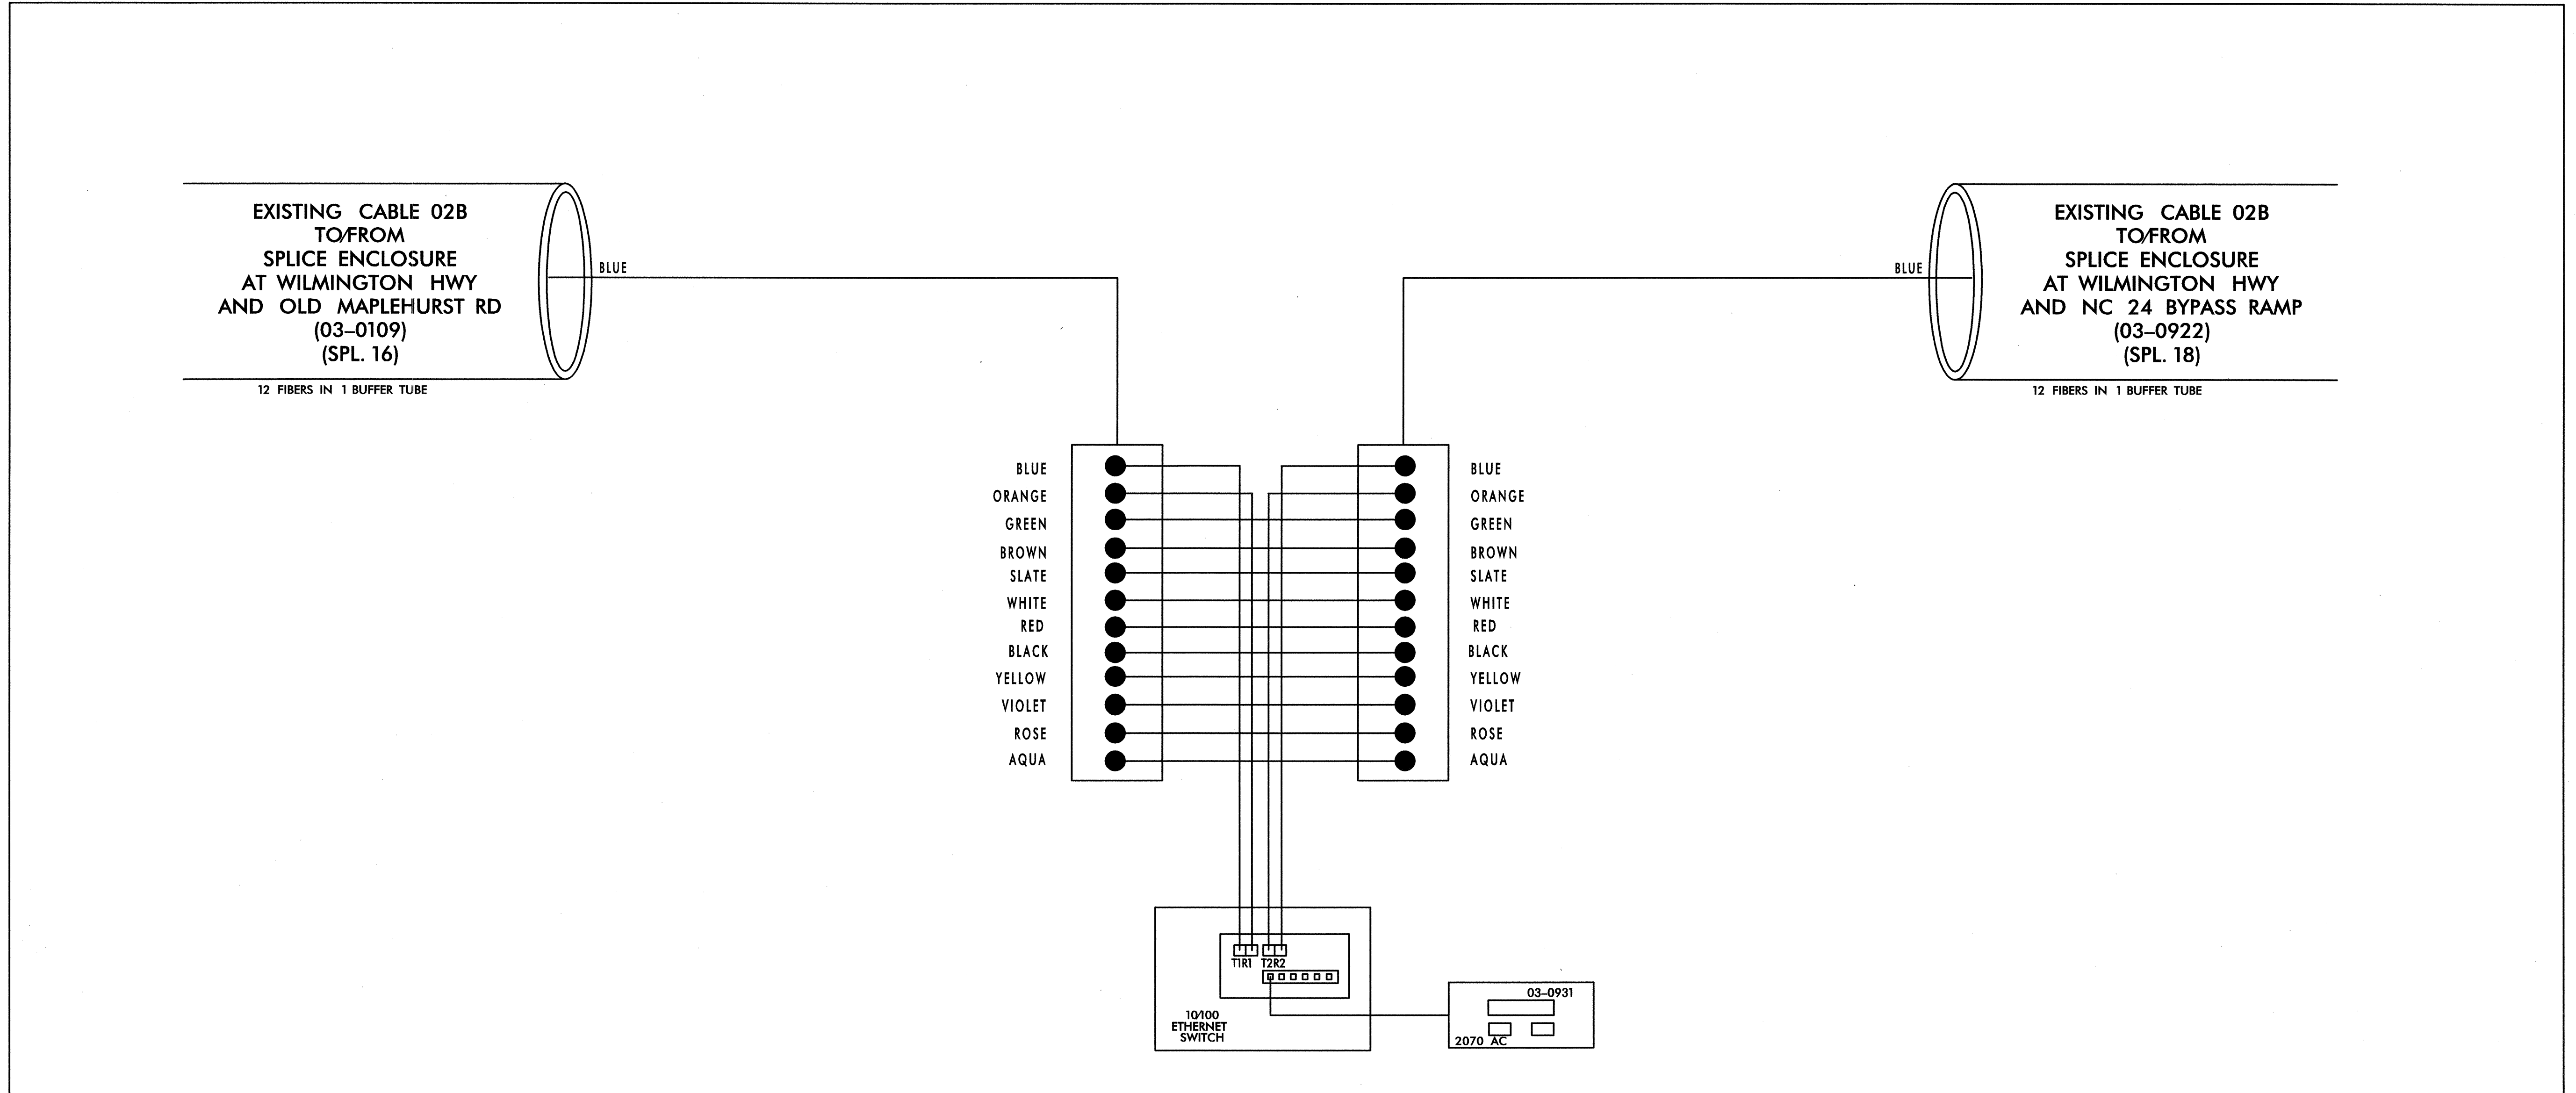 EXISTING CABLE 02B
TO/FROM
SPLICE ENCLOSURE
AT WILMINGTON HWY
AND OLD MAPLEHURST RD
(03-0109)
(SPL. 16)
12 FIBERS IN 1 BUFFER TUBE
BLUE
EXISTING CABLE 02B
TO/FROM
SPLICE ENCLOSURE
AT WILMINGTON HWY
AND NC 24 BYPASS RAMP
(03-0922)
(SPL. 18)
12 FIBERS IN 1 BUFFER TUBE
BLUE
BLUE
ORANGE
GREEN
BROWN
SLATE
WHITE
RED
BLACK
YELLOW
VIOLET
ROSE
AQUA
BLUE
ORANGE
GREEN
BROWN
SLATE
WHITE
RED
BLACK
YELLOW
VIOLET
ROSE
AQUA
T1R1 T2R2
10/100
ETHERNET
SWITCH
03-0931
2070 AC